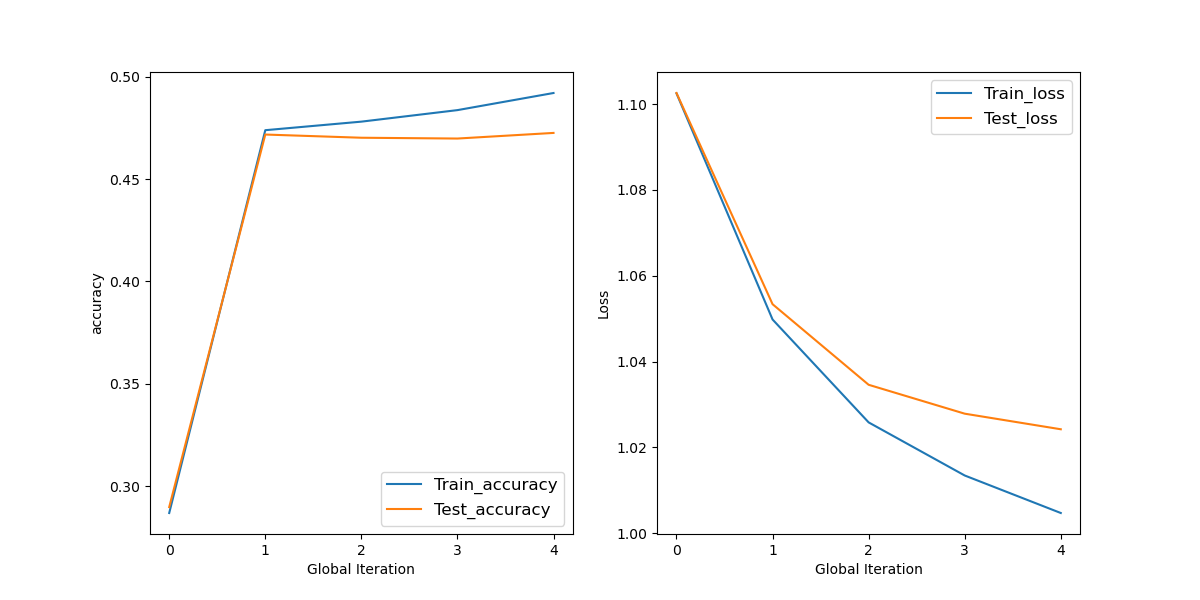 0.50
0.45
0.40
0.35
0.30
accuracy
0 1 2 3 4
Global Iteration
Train_accuracy
Test_accuracy
1.10
1.08
1.06
1.04
1.02
1.00
Loss
0 1 2 3 4
Global Iteration
Train_loss
Test_loss